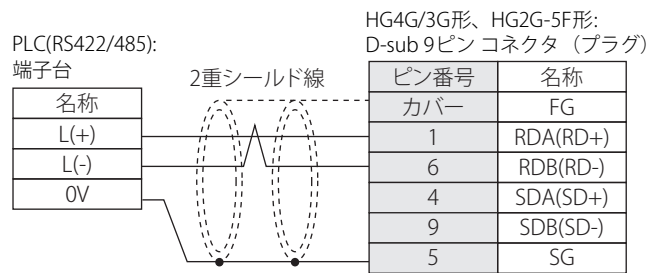 HG4G/3G形、HG2G-5F形:
PLC(RS422/485):
D-sub 9ピン コネクタ（プラグ）
端子台
2重シールド線
名称
L(+)
L(-)
0V
ピン番号 名称
カバー FG
1 RDA(RD+)
6 RDB(RD-)
4 SDA(SD+)
9 SDB(SD-)
5 SG